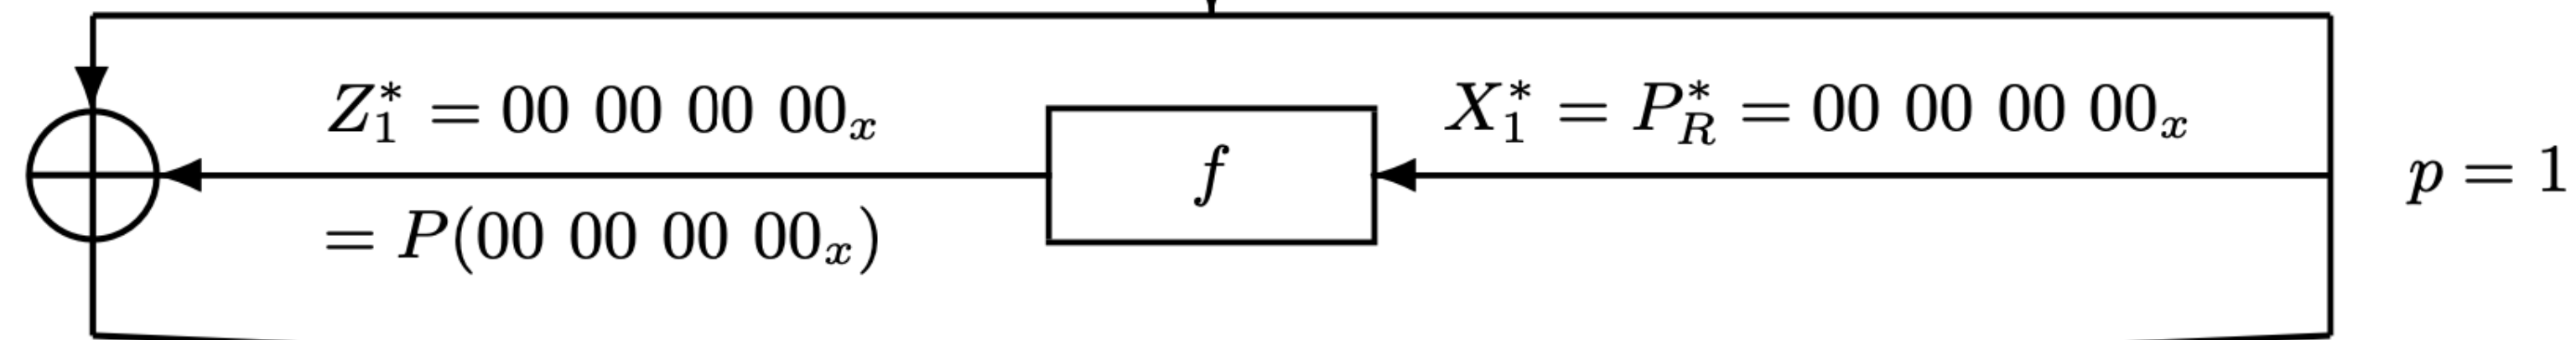 Z_1^* = 00 00 00 00_x
X_1^* = P_R^* = 00 00 00 00_x
f
p = 1
= P(00 00 00 00_x)